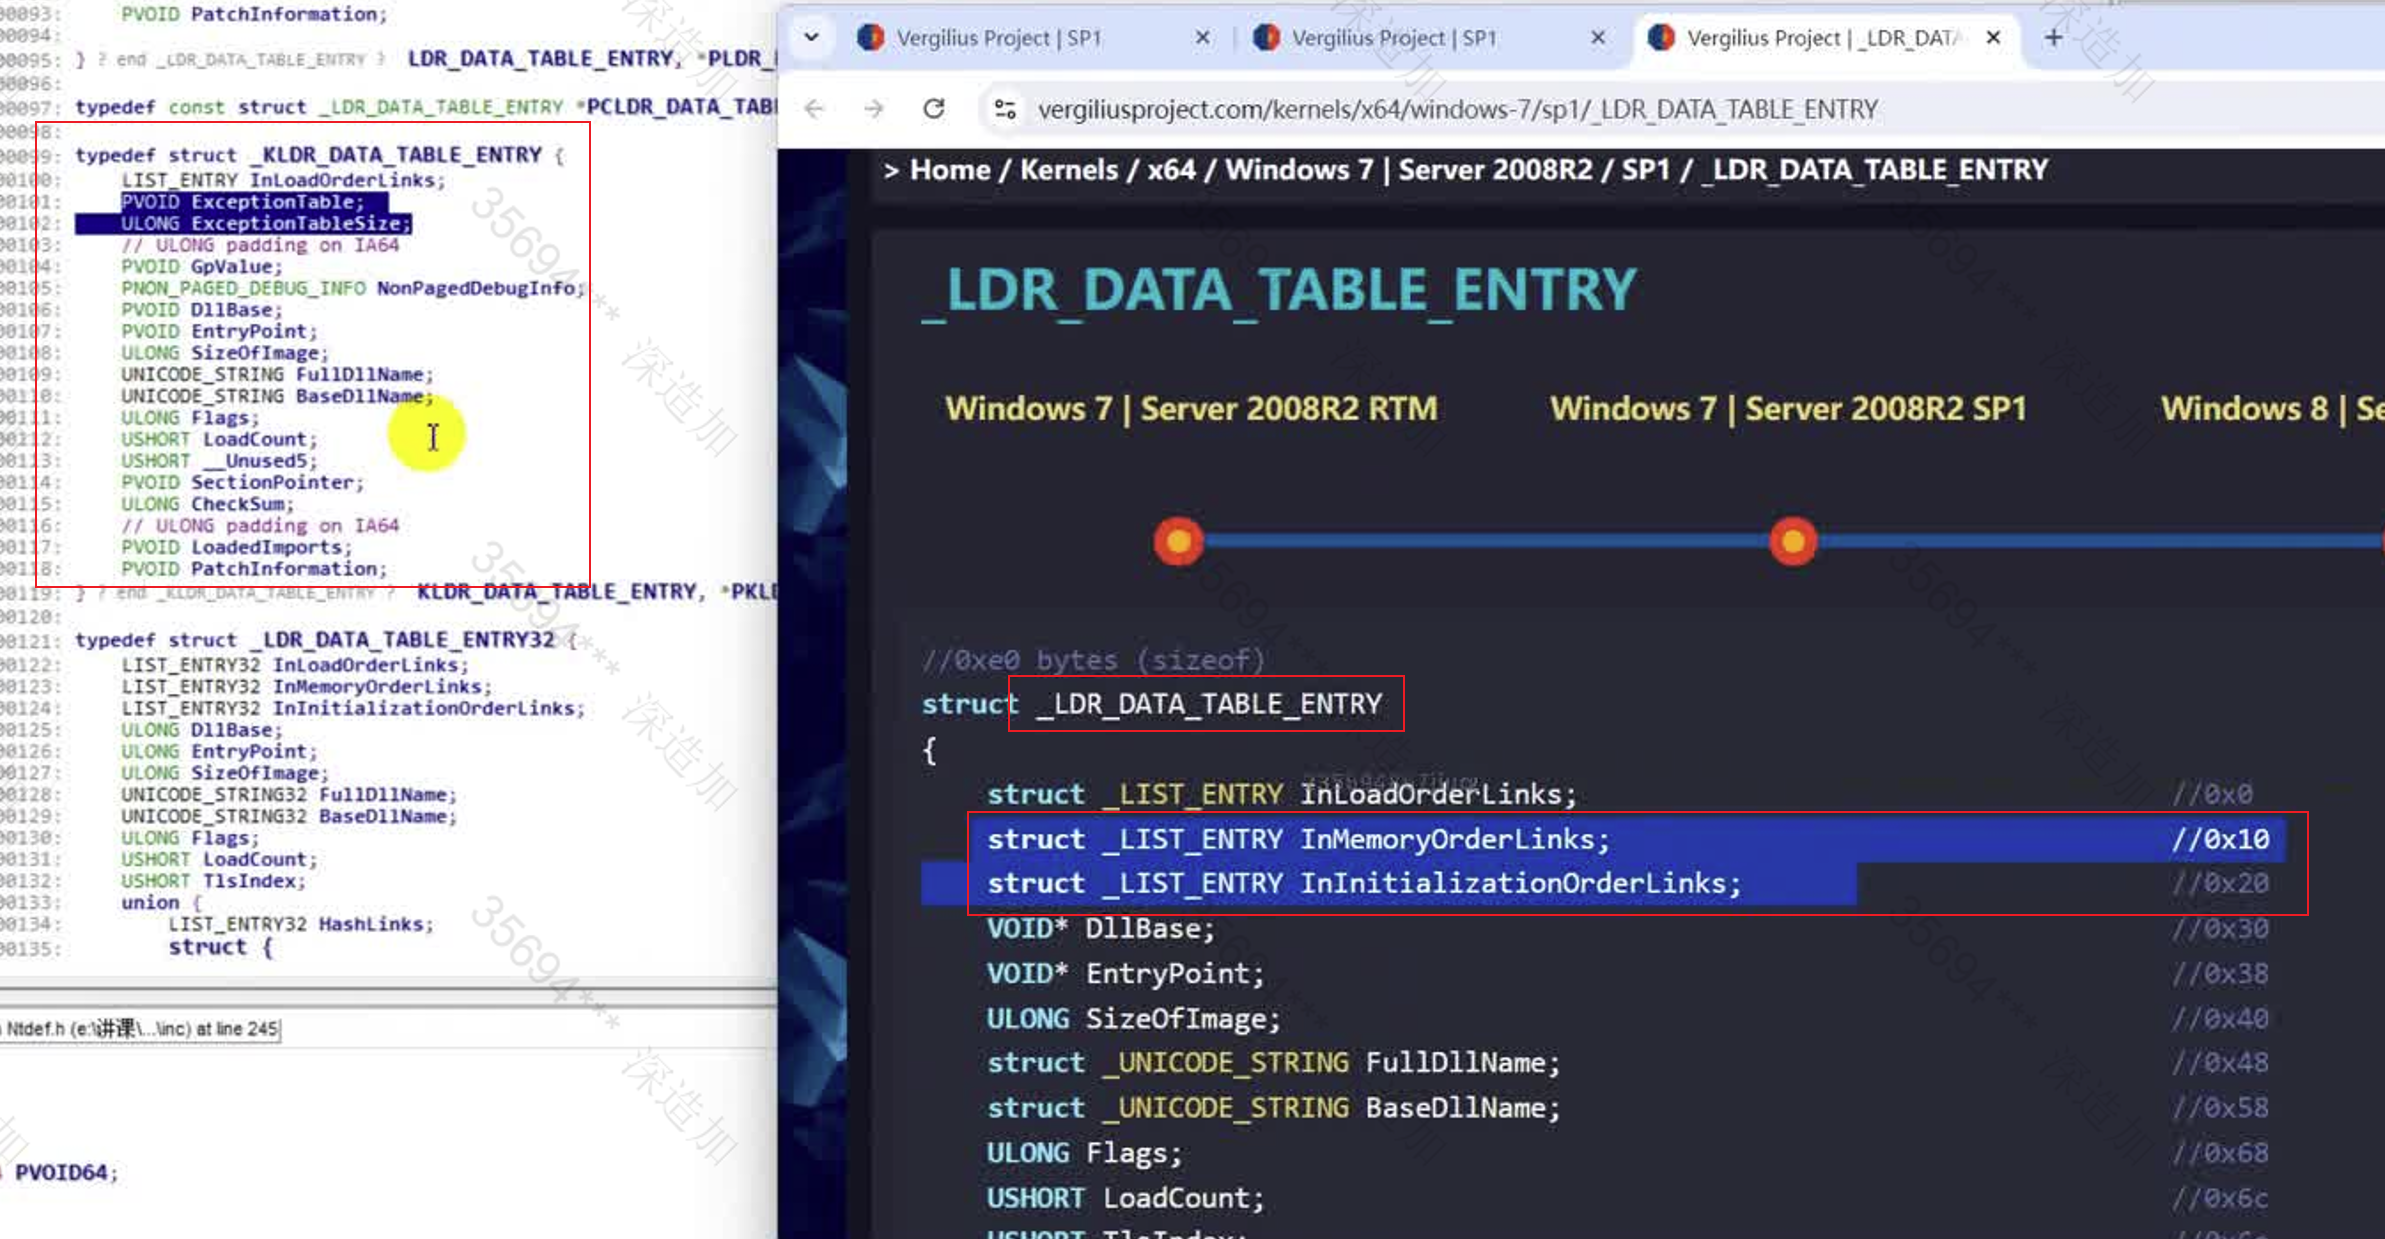 00093: PVOID PatchInformation;
00094:
00095: } ? end _LDR_DATA_TABLE_ENTRY ? LDR_DATA_TABLE_ENTRY, *PLDR_
00096:
00097: typedef const struct _LDR_DATA_TABLE_ENTRY *PCLDR_DATA_TABL
00098:
00099: typedef struct _KLDR_DATA_TABLE_ENTRY {
00100: LIST_ENTRY InLoadOrderLinks;
00101: PVOID ExceptionTable;
00102: ULONG ExceptionTableSize;
00103: // ULONG padding on IA64
00104: PVOID GpValue;
00105: PNON_PAGED_DEBUG_INFO NonPagedDebugInfo;
00106: PVOID DllBase;
00107: PVOID EntryPoint;
00108: ULONG SizeOfImage;
00109: UNICODE_STRING FullDllName;
00110: UNICODE_STRING BaseDllName;
00111: ULONG Flags;
00112: USHORT LoadCount;
00113: USHORT __Unused5;
00114: PVOID SectionPointer;
00115: ULONG CheckSum;
00116: // ULONG padding on IA64
00117: PVOID LoadedImports;
00118: PVOID PatchInformation;
00119: } ? end _KLDR_DATA_TABLE_ENTRY ? KLDR_DATA_TABLE_ENTRY, *PKLD
00120:
00121: typedef struct _LDR_DATA_TABLE_ENTRY32 {
00122: LIST_ENTRY32 InLoadOrderLinks;
00123: LIST_ENTRY32 InMemoryOrderLinks;
00124: LIST_ENTRY32 InInitializationOrderLinks;
00125: ULONG DllBase;
00126: ULONG EntryPoint;
00127: ULONG SizeOfImage;
00128: UNICODE_STRING32 FullDllName;
00129: UNICODE_STRING32 BaseDllName;
00130: ULONG Flags;
00131: USHORT LoadCount;
00132: USHORT TlsIndex;
00133: union {
00134: LIST_ENTRY32 HashLinks;
00135: struct {
Ntdef.h (e:\讲课\...\inc) at line 245
PVOID64;
Vergilius Project | SP1
Vergilius Project | SP1
Vergilius Project | _LDR_DATA
vergiliusproject.com/kernels/x64/windows-7/sp1/_LDR_DATA_TABLE_ENTRY
> Home / Kernels / x64 / Windows 7 | Server 2008R2 / SP1 / _LDR_DATA_TABLE_ENTRY
_LDR_DATA_TABLE_ENTRY
Windows 7 | Server 2008R2 RTM
Windows 7 | Server 2008R2 SP1
Windows 8 | Se
//0xe0 bytes (sizeof)
struct _LDR_DATA_TABLE_ENTRY
{
struct _LIST_ENTRY InLoadOrderLinks; //0x0
struct _LIST_ENTRY InMemoryOrderLinks; //0x10
struct _LIST_ENTRY InInitializationOrderLinks; //0x20
VOID* DllBase; //0x30
VOID* EntryPoint; //0x38
ULONG SizeOfImage; //0x40
struct _UNICODE_STRING FullDllName; //0x48
struct _UNICODE_STRING BaseDllName; //0x58
ULONG Flags; //0x68
USHORT LoadCount; //0x6c
USHORT TlsIndex;
35694***
深造加